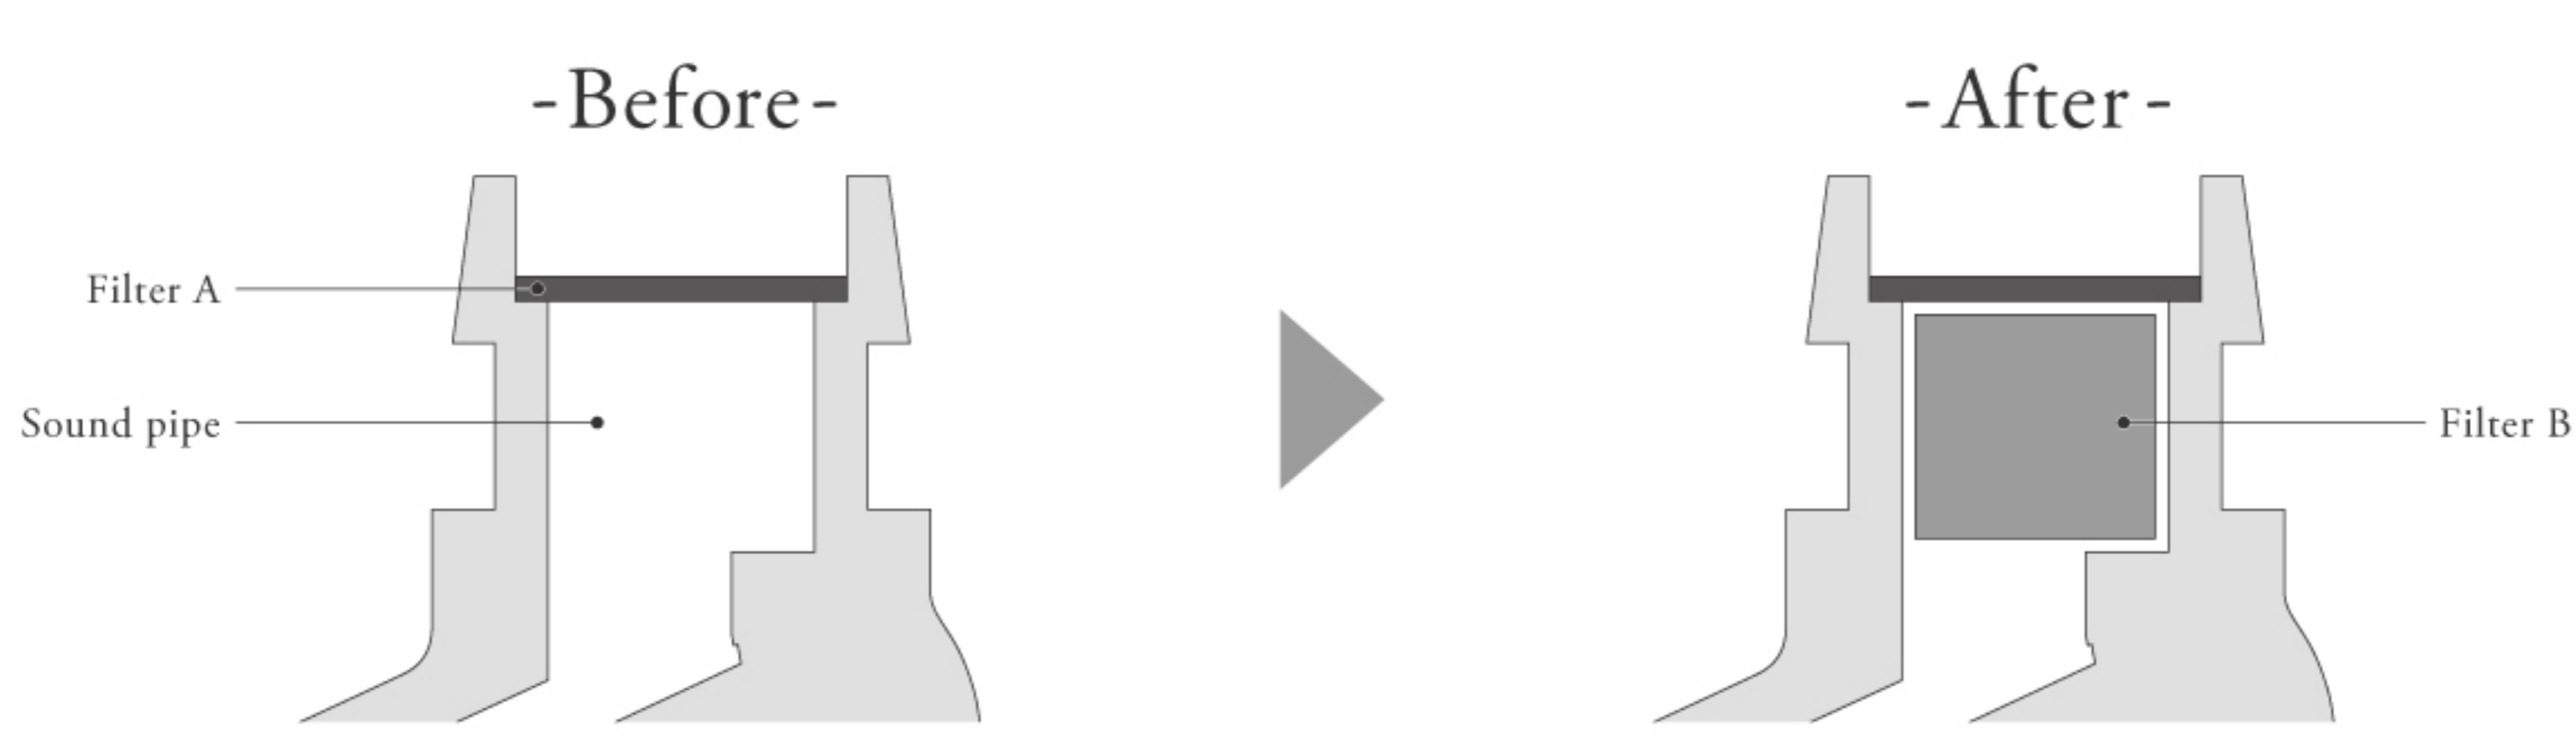 -Before-
-After-
Filter A
Sound pipe
Filter B